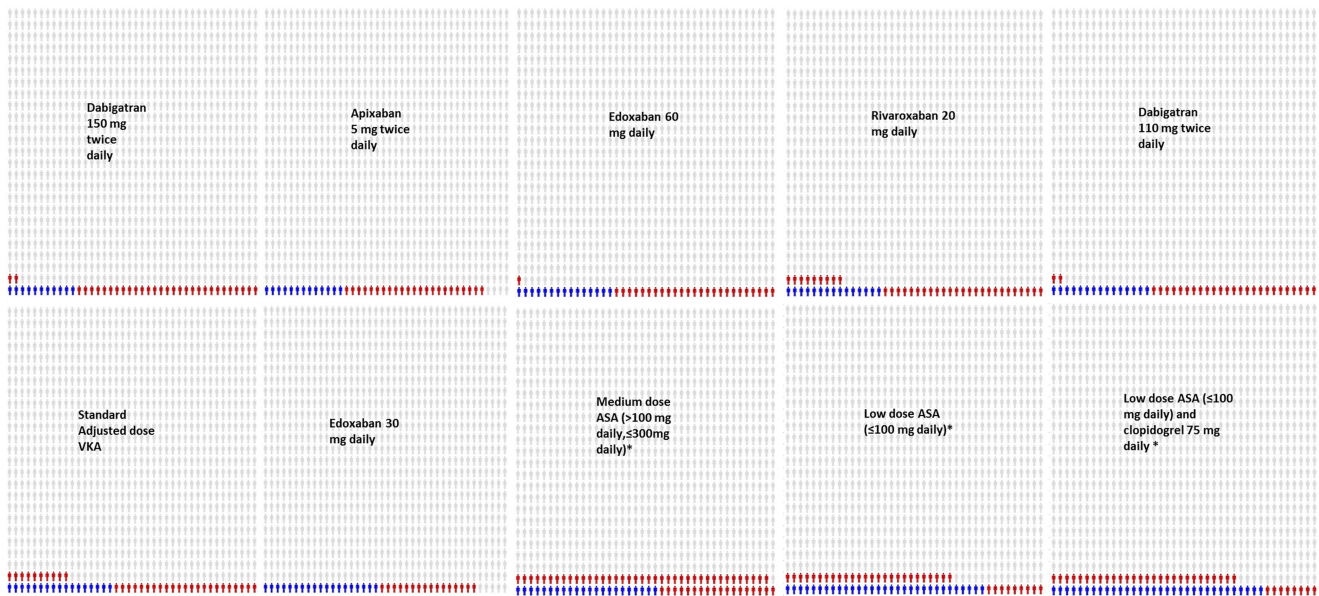 Dabigatran
150 mg
twice
daily
Apixaban
5 mg twice
daily
Edoxaban 60
mg daily
Rivaroxaban 20
mg daily
Dabigatran
110 mg twice
daily
Standard
Adjusted dose
VKA
Edoxaban 30
mg daily
Medium dose
ASA (>100 mg
daily,≤300mg
daily)*
Low dose ASA
(≤100 mg daily)*
Low dose ASA (≤100
mg daily) and
clopidogrel 75 mg
daily *